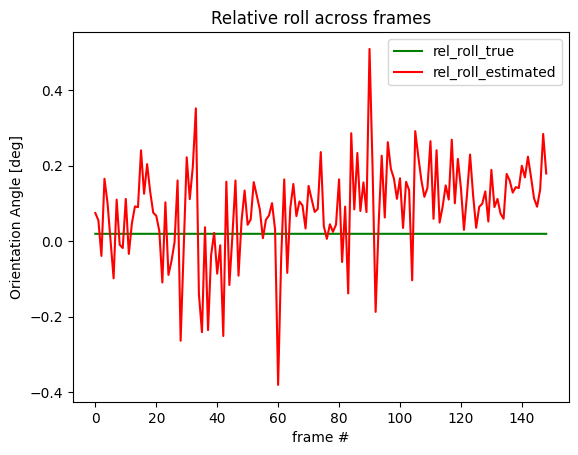 Relative roll across frames
rel_roll_true
rel_roll_estimated
Orientation Angle [deg]
0.4
0.2
0.0
−0.2
−0.4
0 20 40 60 80 100 120 140
frame #